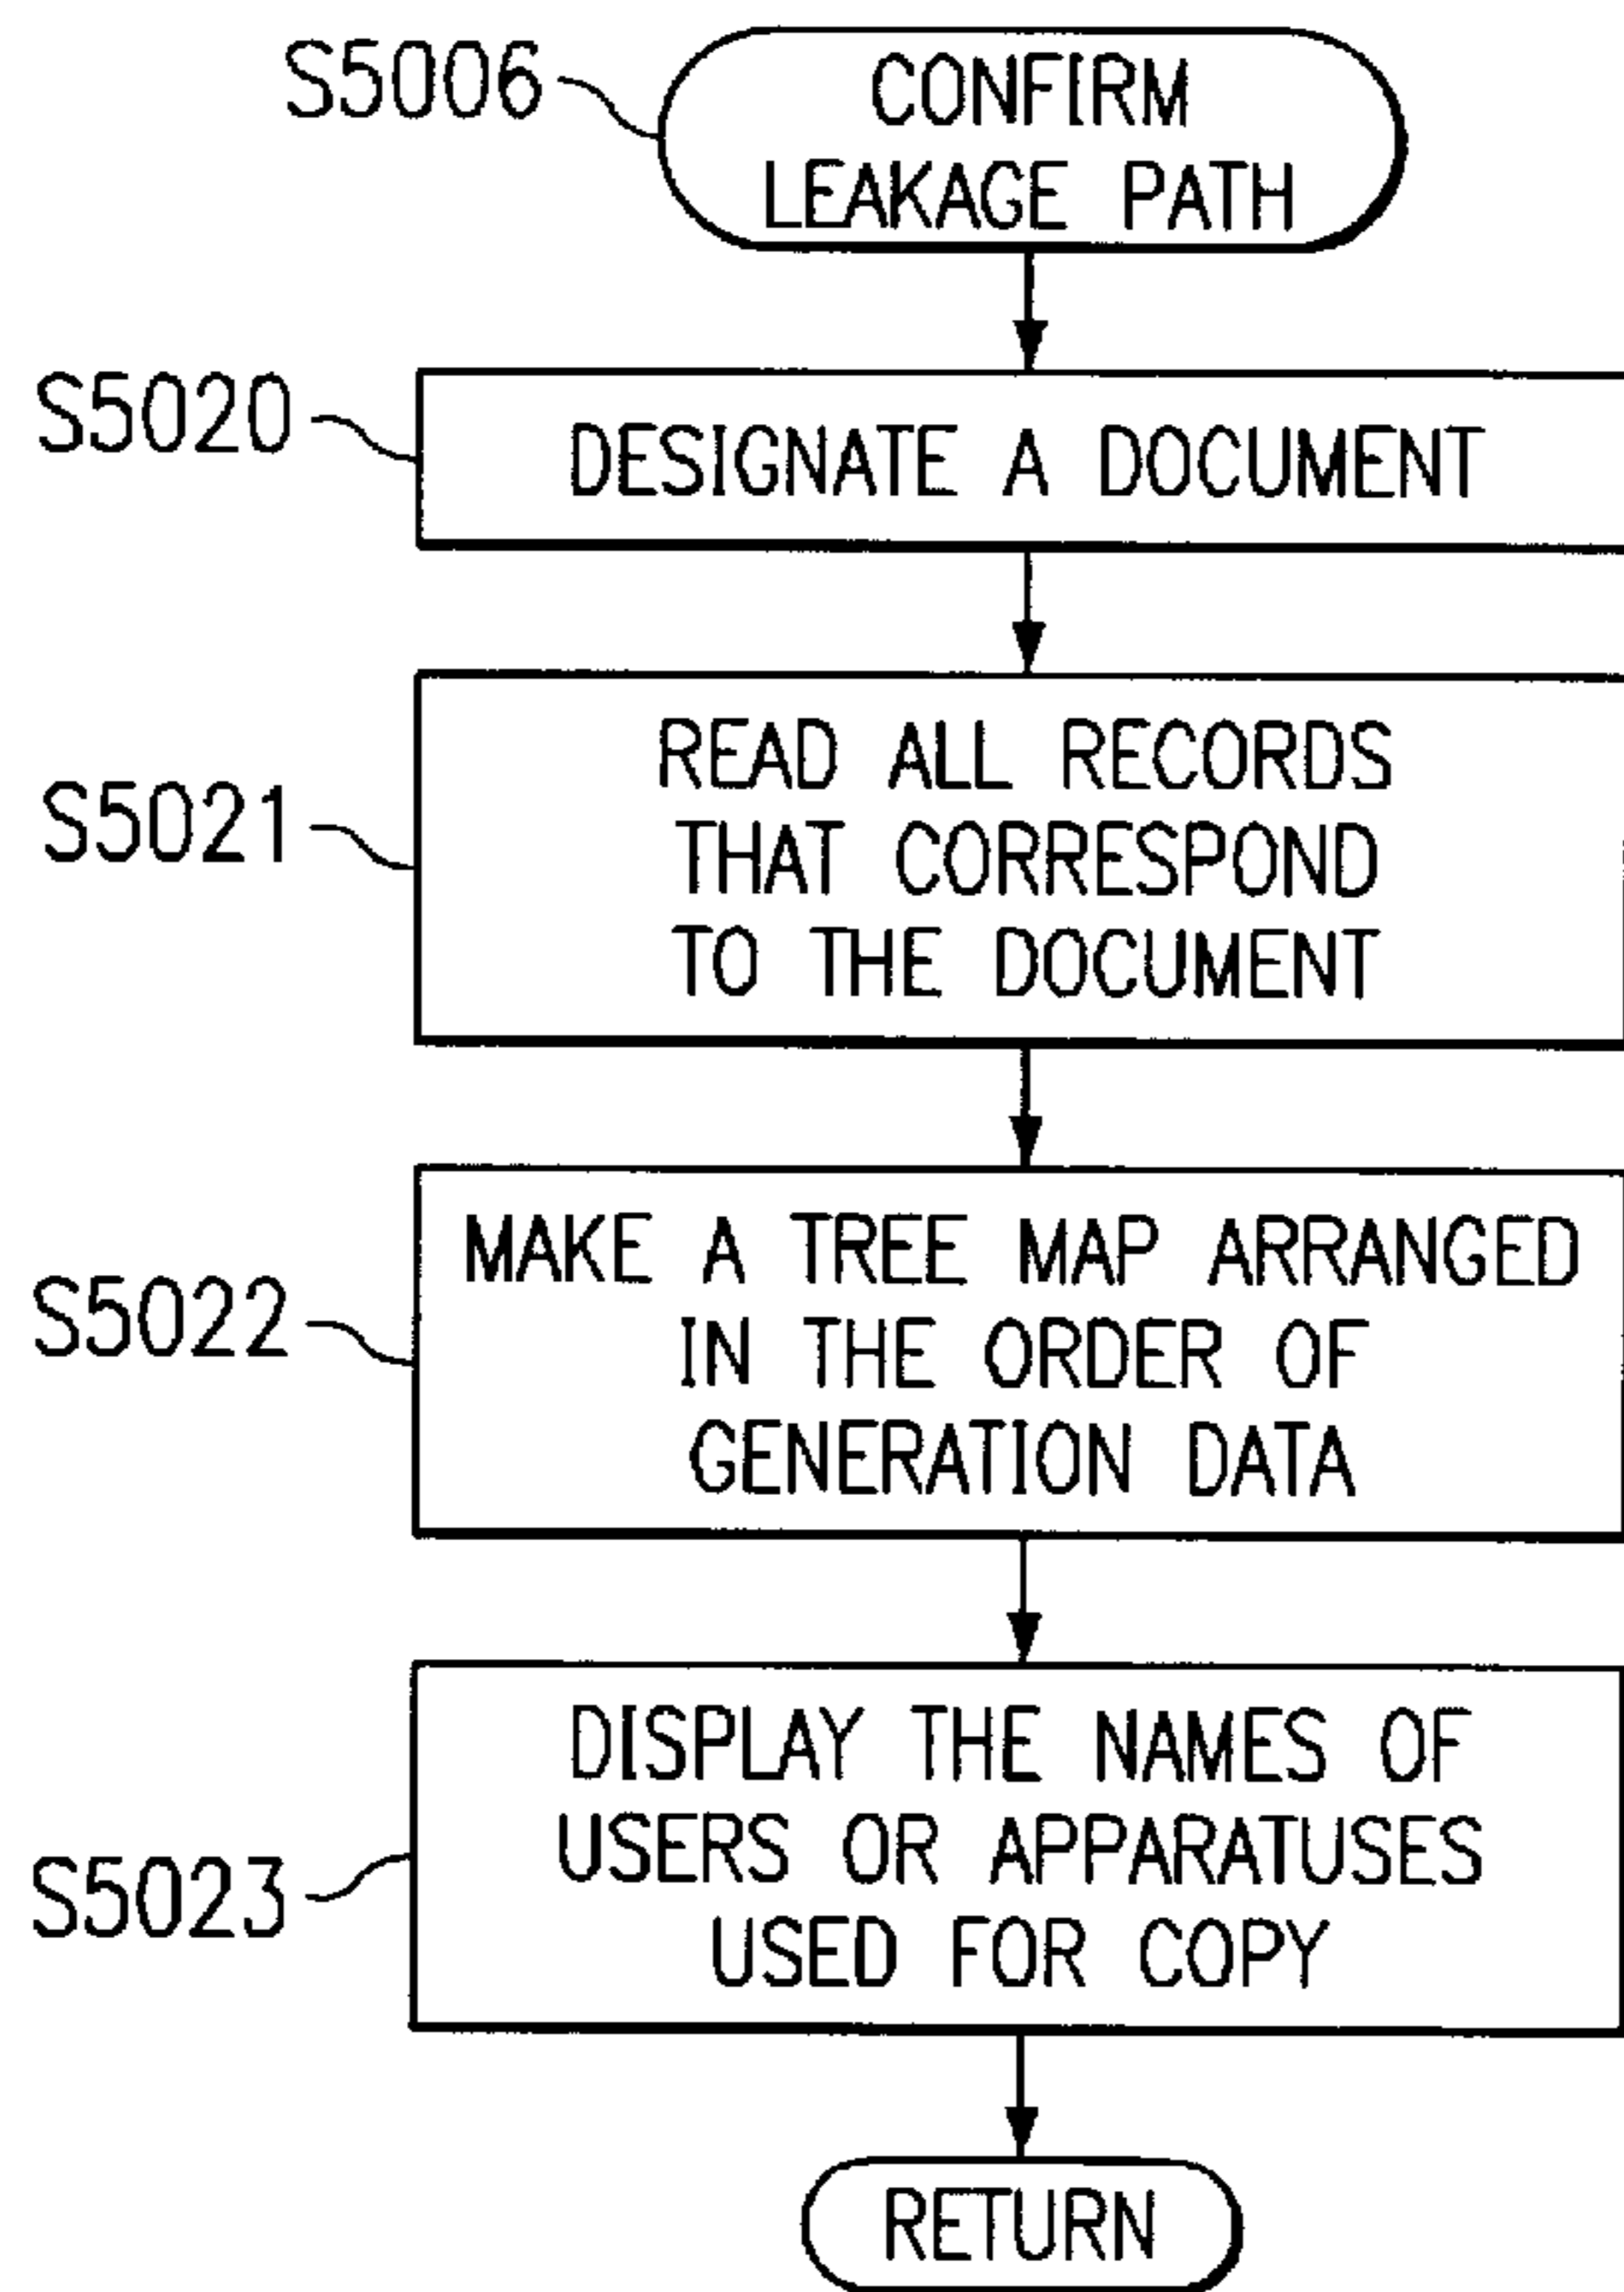 S5006
CONFIRM
LEAKAGE PATH
S5020
DESIGNATE A DOCUMENT
S5021
READ ALL RECORDS
THAT CORRESPOND
TO THE DOCUMENT
S5022
MAKE A TREE MAP ARRANGED
IN THE ORDER OF
GENERATION DATA
S5023
DISPLAY THE NAMES OF
USERS OR APPARATUSES
USED FOR COPY
RETURN